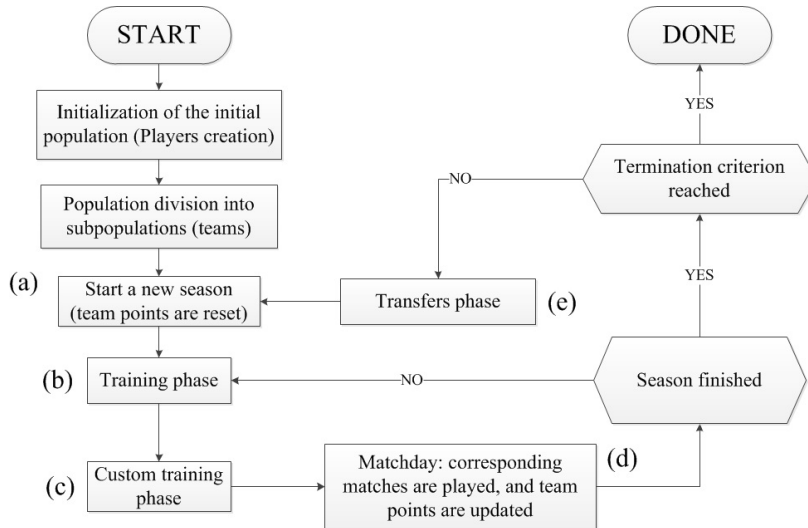 START
DONE
Initialization of the initial
population (Players creation)
YES
Termination criterion
reached
NO
Population division into
subpopulations (teams)
(a)
Start a new season
(team points are reset)
Transfers phase
(e)
YES
(b)
Training phase
NO
Season finished
(c)
Custom training
phase
Matchday: corresponding
matches are played, and team
points are updated
(d)